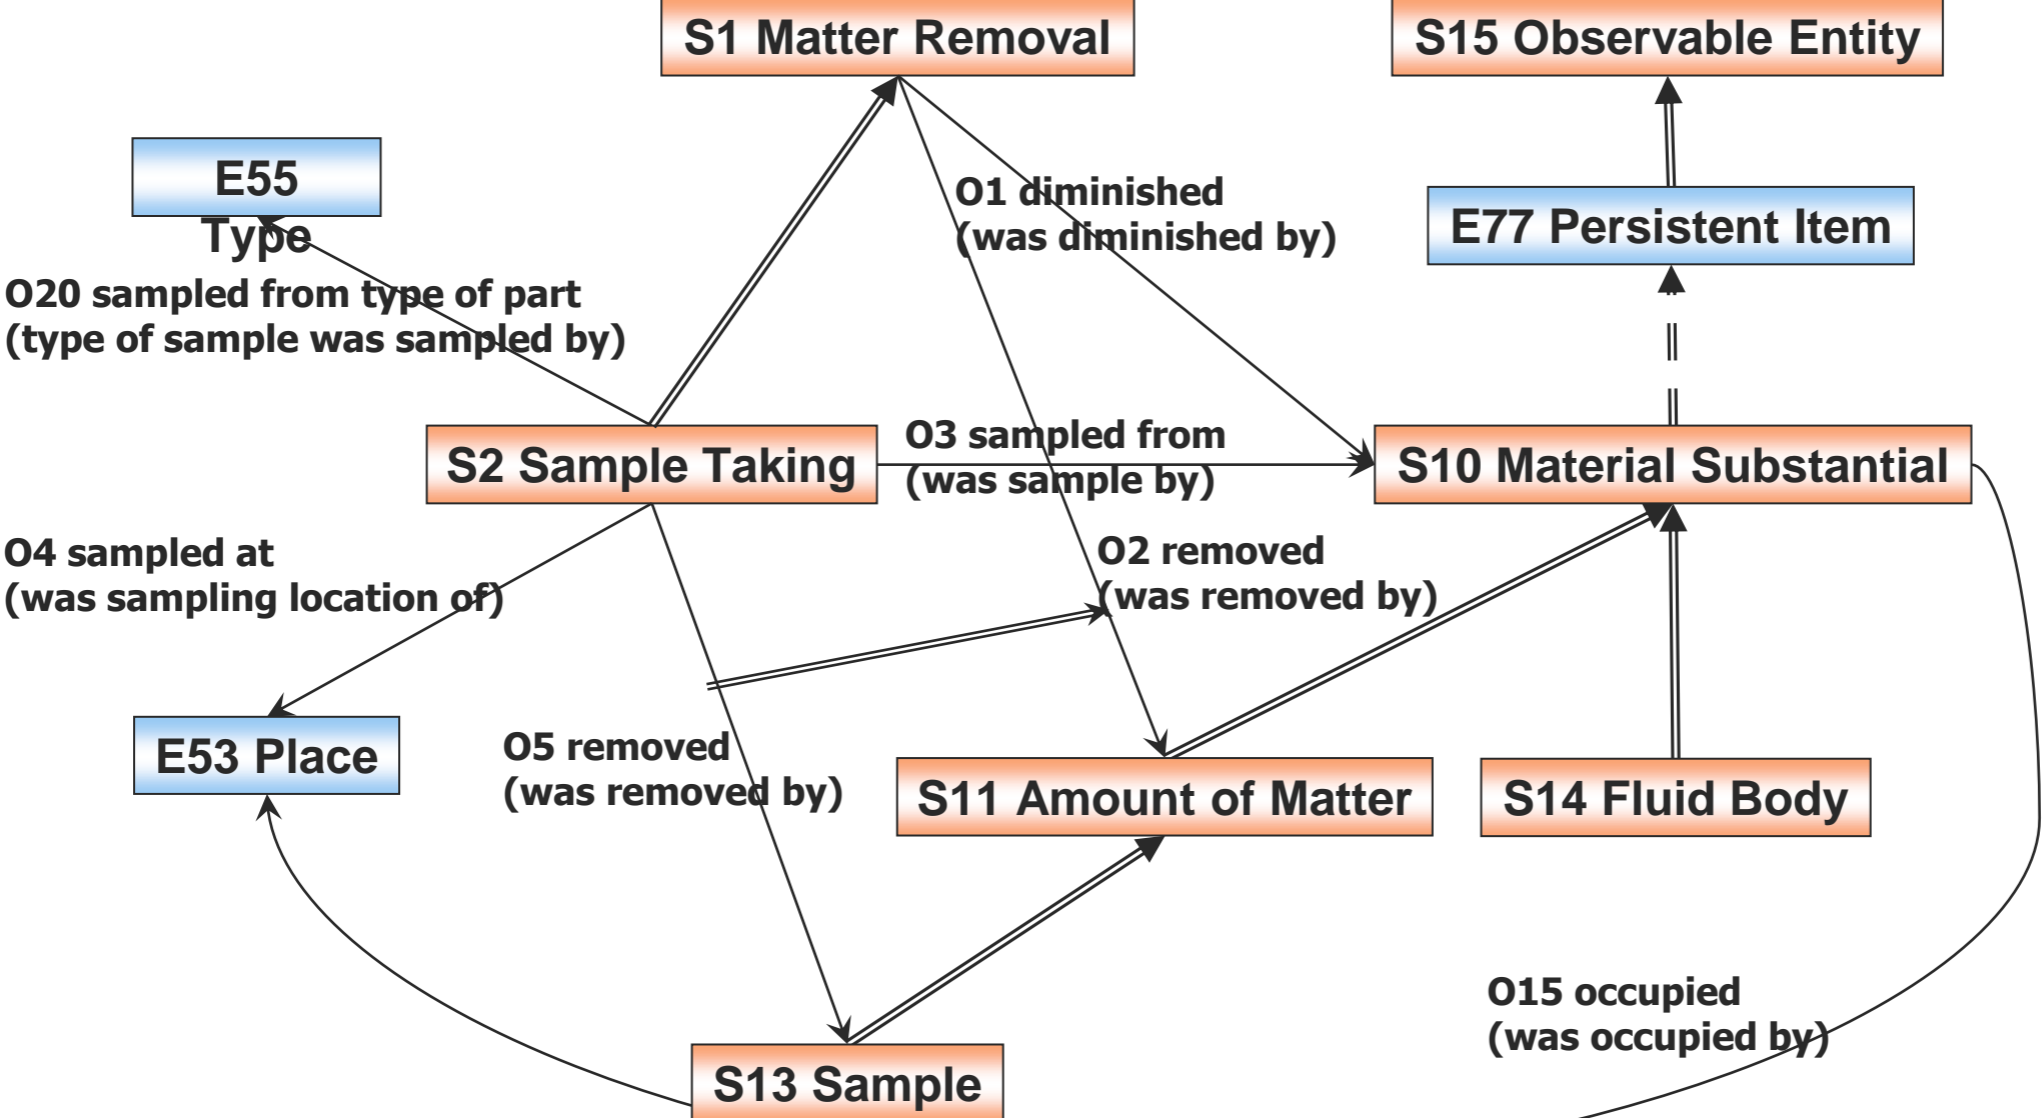 S1 Matter Removal
S15 Observable Entity
E55
Type
O1 diminished
(was diminished by)
E77 Persistent Item
O20 sampled from type of part
(type of sample was sampled by)
S2 Sample Taking
O3 sampled from
(was sample by)
S10 Material Substantial
O4 sampled at
(was sampling location of)
O2 removed
(was removed by)
E53 Place
O5 removed
(was removed by)
S11 Amount of Matter
S14 Fluid Body
O15 occupied
(was occupied by)
S13 Sample